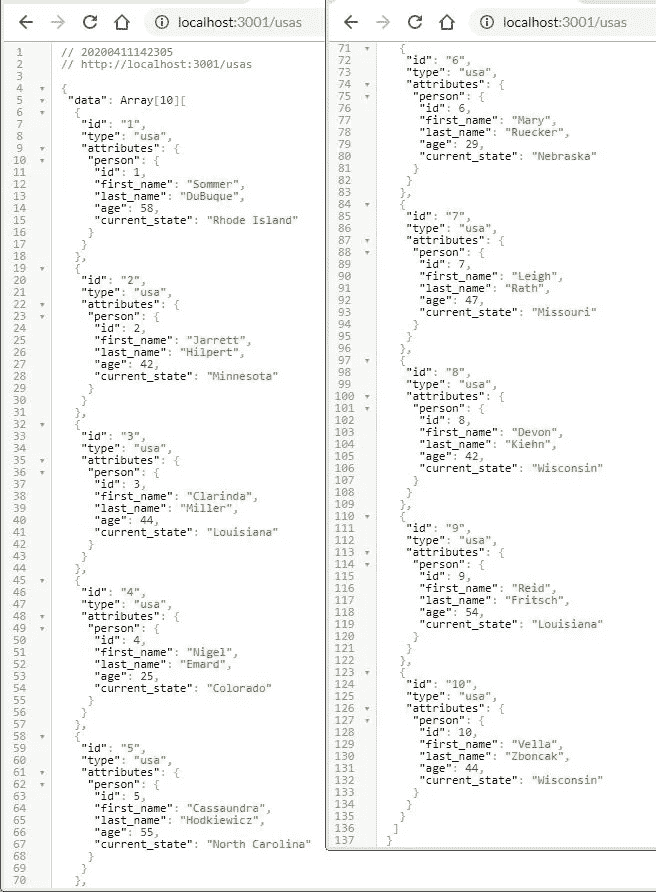 localhost:3001/usas
1 // 20200411142305
2 // http://localhost:3001/usas
3
4 {
5 "data": Array[10][
6 {
7 "id": "1",
8 "type": "usa",
9 "attributes": {
10 "person": {
11 "id": 1,
12 "first_name": "Sommer",
13 "last_name": "DuBuque",
14 "age": 58,
15 "current_state": "Rhode Island"
16 }
17 }
18 },
19 {
20 "id": "2",
21 "type": "usa",
22 "attributes": {
23 "person": {
24 "id": 2,
25 "first_name": "Jarrett",
26 "last_name": "Hilpert",
27 "age": 42,
28 "current_state": "Minnesota"
29 }
30 }
31 },
32 {
33 "id": "3",
34 "type": "usa",
35 "attributes": {
36 "person": {
37 "id": 3,
38 "first_name": "Clarinda",
39 "last_name": "Miller",
40 "age": 44,
41 "current_state": "Louisiana"
42 }
43 }
44 },
45 {
46 "id": "4",
47 "type": "usa",
48 "attributes": {
49 "person": {
50 "id": 4,
51 "first_name": "Nigel",
52 "last_name": "Emard",
53 "age": 25,
54 "current_state": "Colorado"
55 }
56 }
57 },
58 {
59 "id": "5",
60 "type": "usa",
61 "attributes": {
62 "person": {
63 "id": 5,
64 "first_name": "Cassaundra",
65 "last_name": "Hodkiewicz",
66 "age": 55,
67 "current_state": "North Carolina"
68 }
69 }
70 },
localhost:3001/usas
71 {
72 "id": "6",
73 "type": "usa",
74 "attributes": {
75 "person": {
76 "id": 6,
77 "first_name": "Mary",
78 "last_name": "Ruecker",
79 "age": 29,
80 "current_state": "Nebraska"
81 }
82 }
83 },
84 {
85 "id": "7",
86 "type": "usa",
87 "attributes": {
88 "person": {
89 "id": 7,
90 "first_name": "Leigh",
91 "last_name": "Rath",
92 "age": 47,
93 "current_state": "Missouri"
94 }
95 }
96 },
97 {
98 "id": "8",
99 "type": "usa",
100 "attributes": {
101 "person": {
102 "id": 8,
103 "first_name": "Devon",
104 "last_name": "Kiehn",
105 "age": 42,
106 "current_state": "Wisconsin"
107 }
108 }
109 },
110 {
111 "id": "9",
112 "type": "usa",
113 "attributes": {
114 "person": {
115 "id": 9,
116 "first_name": "Reid",
117 "last_name": "Fritsch",
118 "age": 54,
119 "current_state": "Louisiana"
120 }
121 }
122 },
123 {
124 "id": "10",
125 "type": "usa",
126 "attributes": {
127 "person": {
128 "id": 10,
129 "first_name": "Vella",
130 "last_name": "Zboncak",
131 "age": 44,
132 "current_state": "Wisconsin"
133 }
134 }
135 }
136 ]
137 }